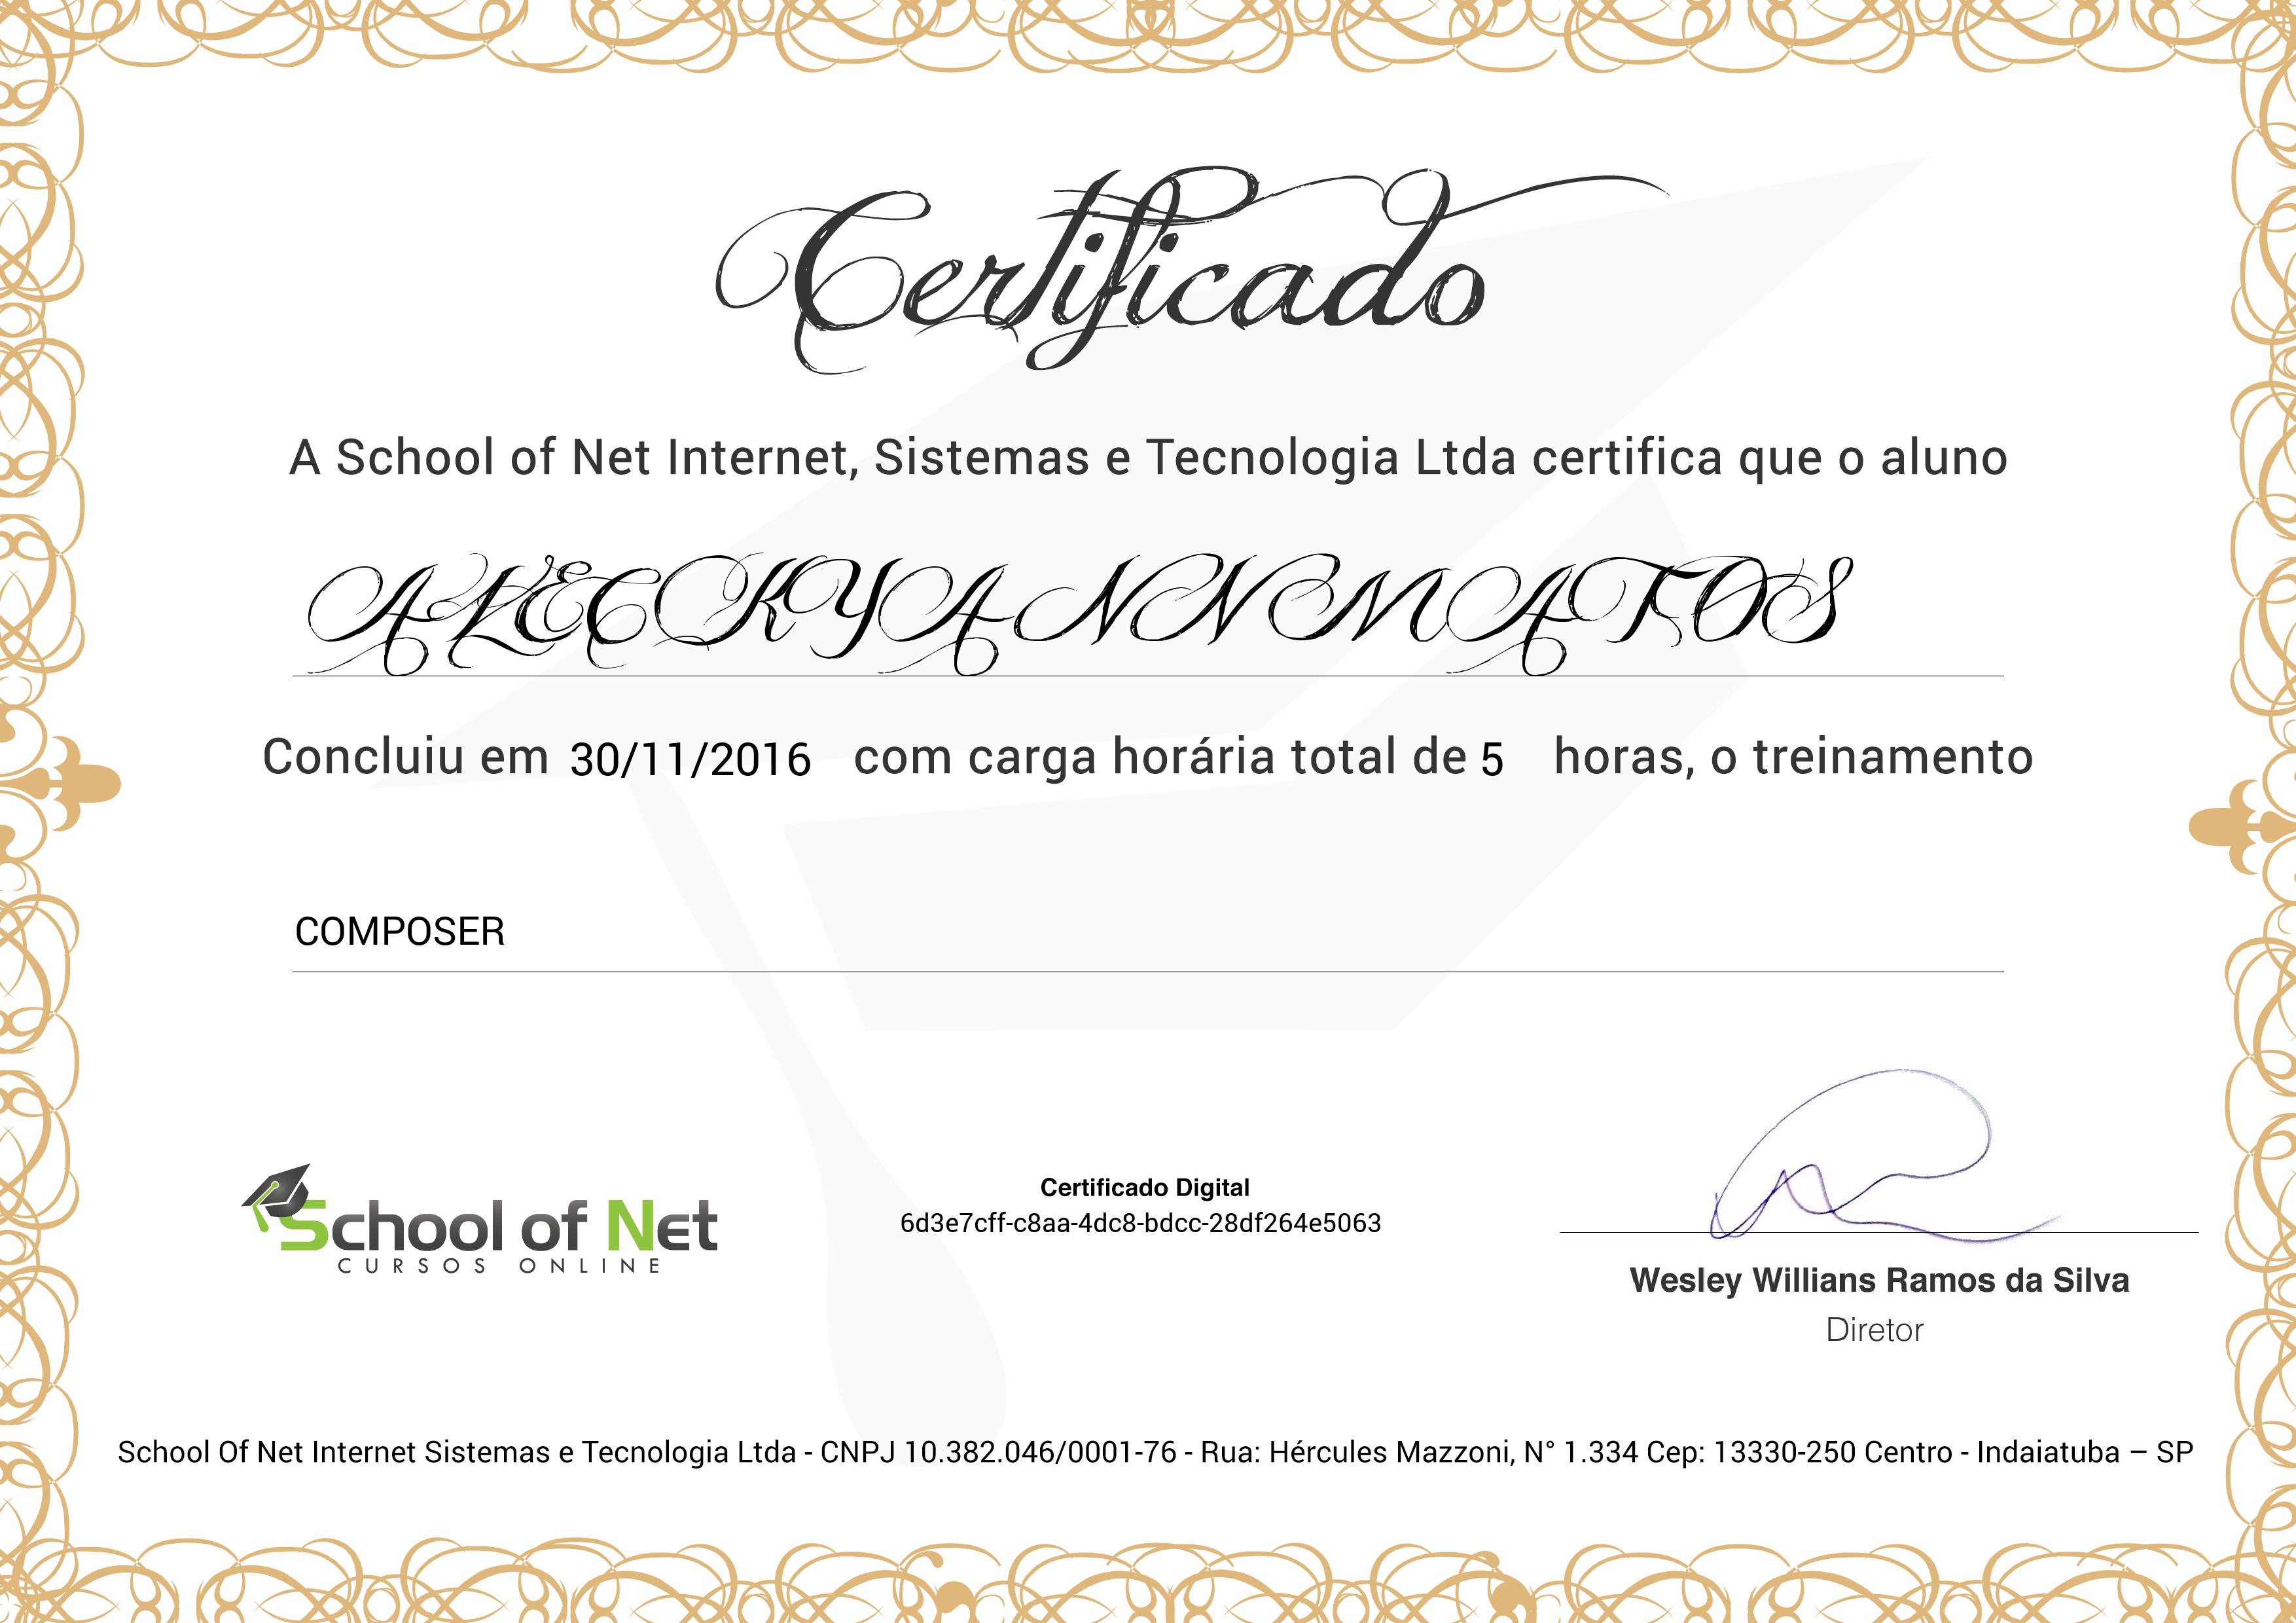 Certificado
A School of Net Internet, Sistemas e Tecnologia Ltda certifica que o aluno
ALECKYANN MATOS
Concluiu em 30/11/2016 com carga horária total de 5 horas, o treinamento
COMPOSER
School of Net
CURSOS ONLINE
Certificado Digital
6d3e7cff-c8aa-4dc8-bdcc-28df264e5063
Wesley Willians Ramos da Silva
Diretor
School Of Net Internet Sistemas e Tecnologia Ltda - CNPJ 10.382.046/0001-76 - Rua: Hércules Mazzoni, N° 1.334 Cep: 13330-250 Centro - Indaiatuba – SP